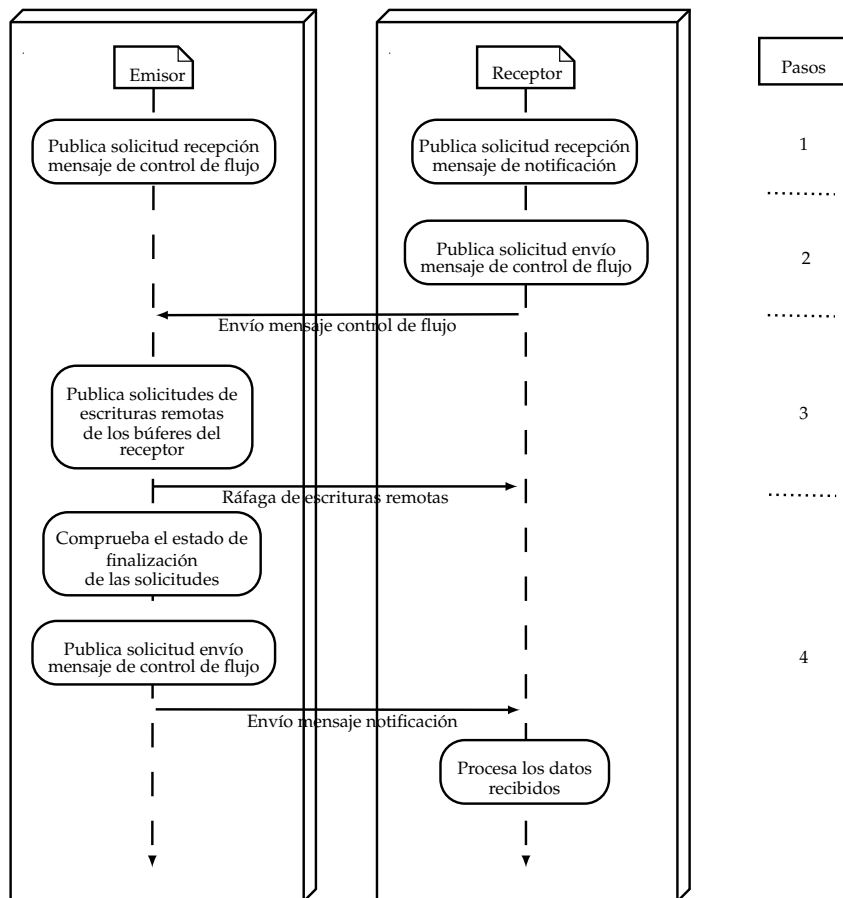 Emisor
Receptor
Pasos
Publica solicitud recepción
mensaje de control de flujo
Publica solicitud recepción
mensaje de notificación
1
Publica solicitud envío
mensaje de control de flujo
2
Envío mensaje control de flujo
Publica solicitudes de
escrituras remotas
de los búferes del
receptor
3
Ráfaga de escrituras remotas
Comprueba el estado de
finalización
de las solicitudes
Publica solicitud envío
mensaje de control de flujo
4
Envío mensaje notificación
Procesa los datos
recibidos